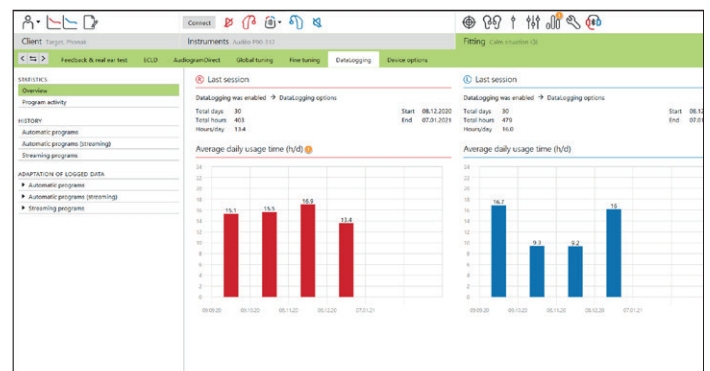 Connect
Client Target, Phonak
Instruments Audéo P90-312
Fitting Calm situation (3)
Feedback & real ear test ECLD AudiogramDirect Global tuning Fine tuning DataLogging Device options
STATISTICS
Overview
Program activity
HISTORY
Automatic programs
Automatic programs (streaming)
Streaming programs
ADAPTATION OF LOGGED DATA
Automatic programs
Automatic programs (streaming)
Streaming programs
R Last session
DataLogging was enabled → DataLogging options
Total days 30 Start 08.12.2020
Total hours 403 End 07.01.2021
Hours/day 13.4
Average daily usage time (h/d)
24
22
20
18
16
14
12
10
8
6
4
2
0
15.1 15.5 16.9 13.4
09.09.20 09.10.20 08.11.20 08.12.20 07.01.21
L Last session
DataLogging was enabled → DataLogging options
Total days 30 Start 08.12
Total hours 479 End 07.01
Hours/day 16.0
Average daily usage time (h/d)
24
22
20
18
16
14
12
10
8
6
4
2
0
16.7 9.3 9.2 16
09.09.20 09.10.20 08.11.20 08.12.20 07.01.21